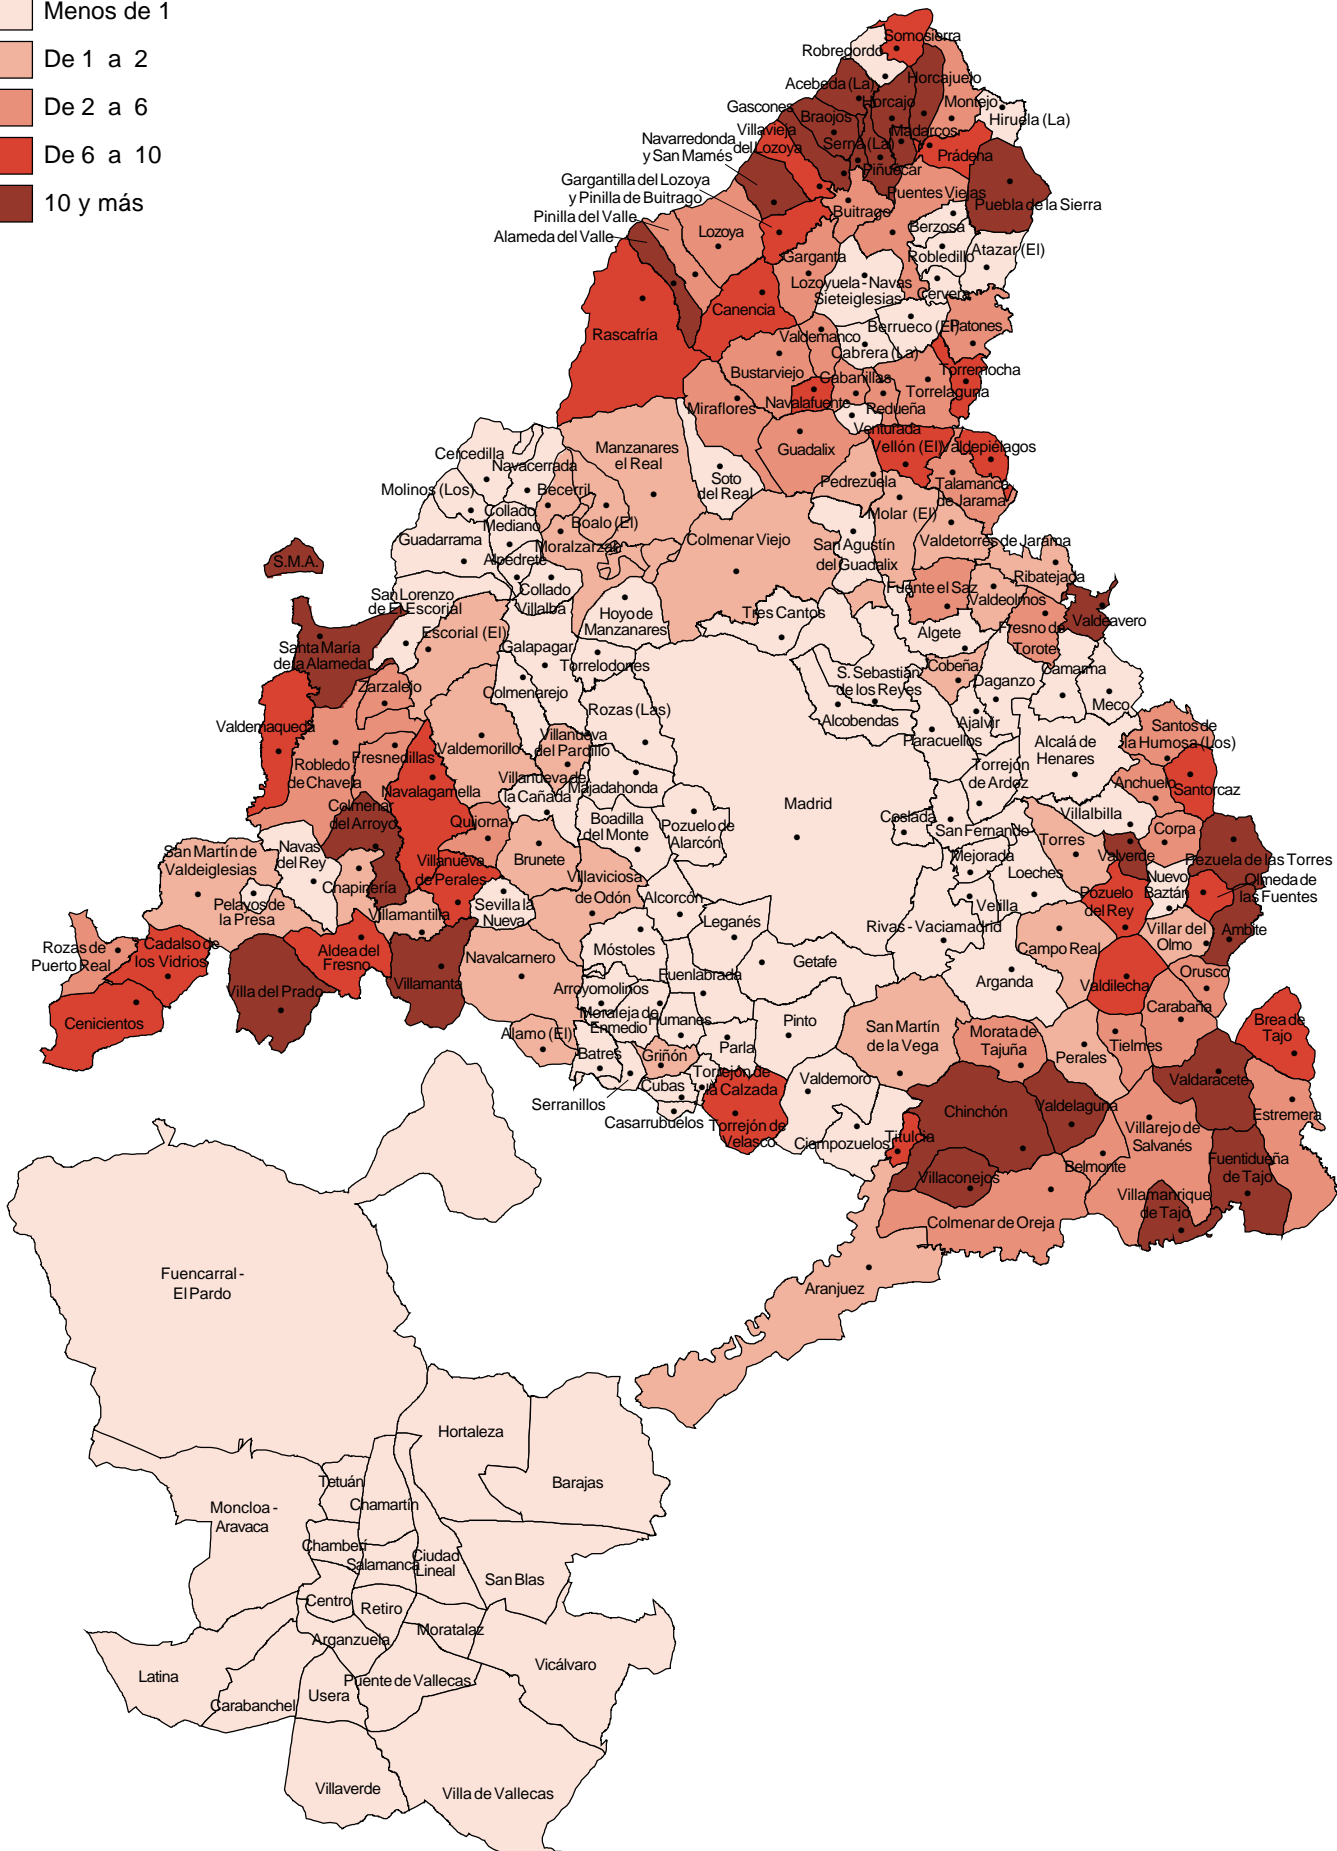 Menos de 1
De 1 a 2
De 2 a 6
De 6 a 10
10 y más
Somosierra
Robregordo
Acebeda (La)
Horcajuelo
Horcajo
Montejo
Gascones
Braojos
Hiruela (La)
Madarcos
Villavieja
del Lozoya
Serna (La)
Prádena
Navarredonda
y San Mamés
Piñuecar
Gargantilla del Lozoya
y Pinilla de Buitrago
Puentes Viejas
Puebla de la Sierra
Pinilla del Valle
Buitrago
Alameda del Valle
Lozoya
Berzosa
Garganta
Robledillo
Atazar (El)
Lozoyuela - Navas
Sieteiglesias
Cervera
Canencia
Rascafría
Berrueco (El)
Patones
Valdemanco
Cabrera (La)
Bustarviejo
Cabanillas
Torremocha
Torrelaguna
Navalafuente
Redueña
Miraflores
Venturada
Guadalix
Vellón (El)
Valdepiélagos
Cercedilla
Manzanares
el Real
Navacerrada
Soto
del Real
Pedrezuela
Talamanca
de Jarama
Molinos (Los)
Becerril
Collado
Mediano
Boalo (El)
Molar (El)
Guadarrama
Moralzarzal
Colmenar Viejo
San Agustín
del Guadalix
Valdetorres de Jarama
S.M.A.
Alpedrete
Ribatejada
San Lorenzo
de El Escorial
Collado
Villalba
Fuente el Saz
Valdeolmos
Hoyo de
Manzanares
Tres Cantos
Valdeavero
Escorial (El)
Algete
Fresno de
Torote
Santa María
de la Alameda
Galapagar
Torrelodones
Cobeña
Camarma
Zarzalejo
Colmenarejo
S. Sebastián
de los Reyes
Daganzo
Meco
Rozas (Las)
Alcobendas
Ajalvir
Valdemaqueda
Villanueva
del Pardillo
Paracuellos
Alcalá de
Henares
Santos de
la Humosa (Los)
Valdemorillo
Fresnedillas
Robledo
de Chavela
Torrejón
de Ardoz
Villanueva de
la Cañada
Majadahonda
Anchuelo
Santorcaz
Navalagamella
Colmenar
del Arroyo
Madrid
Quijorna
Boadilla
del Monte
Pozuelo de
Alarcón
Coslada
San Fernando
Villalbilla
Corpa
Torres
San Martín de
Valdeiglesias
Navas
del Rey
Villanueva
de Perales
Brunete
Mejorada
Valverde
Pezuela de las Torres
Villaviciosa
de Odón
Loeches
Nuevo
Baztán
Olmeda de
las Fuentes
Chapinería
Pelayos de
la Presa
Sevilla la
Nueva
Alcorcón
Velilla
Pozuelo
del Rey
Villamantilla
Leganés
Rivas - Vaciamadrid
Villar del
Olmo
Ambite
Rozas de
Puerto Real
Cadalso de
los Vidrios
Aldea del
Fresno
Móstoles
Campo Real
Navalcarnero
Getafe
Fuenlabrada
Orusco
Villa del Prado
Villamanta
Arroyomolinos
Arganda
Valdilecha
Carabaña
Cenicientos
Moraleja de
Enmedio
Humanes
Pinto
San Martín
de la Vega
Morata de
Tajuña
Brea de
Tajo
Alamo (El)
Parla
Tielmes
Batres
Griñón
Perales
Torrejón de
la Calzada
Cubas
Valdemoro
Valdaracete
Serranillos
Chinchón
Valdelaguna
Estremera
Casarrubuelos
Torrejón de
Velasco
Ciempozuelos
Titulcia
Villarejo de
Salvanés
Belmonte
Fuentidueña
de Tajo
Villaconejos
Villamanrique
de Tajo
Colmenar de Oreja
Aranjuez
Fuencarral -
El Pardo
Hortaleza
Barajas
Tetuán
Moncloa -
Aravaca
Chamartín
Chamberí
Salamanca
Ciudad
Lineal
San Blas
Centro
Retiro
Arganzuela
Moratalaz
Latina
Vicálvaro
Puente de Vallecas
Carabanchel
Usera
Villaverde
Villa de Vallecas